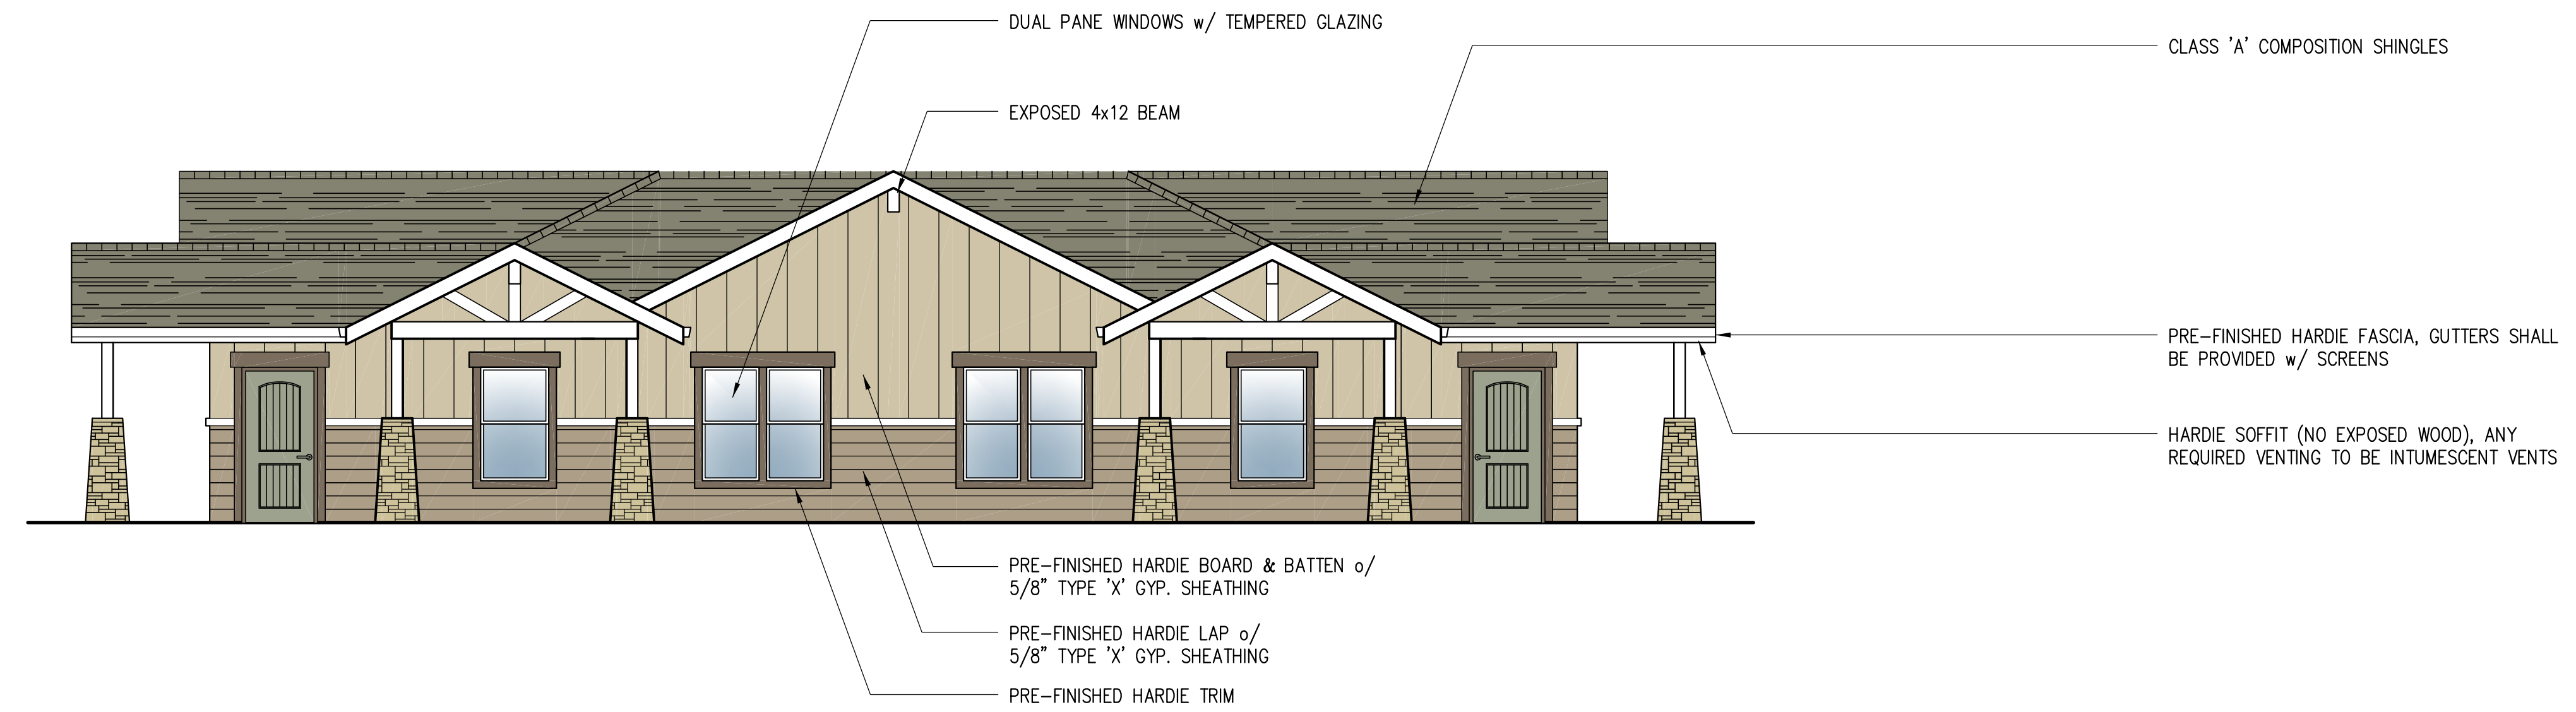 DUAL PANE WINDOWS w/ TEMPERED GLAZING
CLASS 'A' COMPOSITION SHINGLES
EXPOSED 4x12 BEAM
PRE-FINISHED HARDIE FASCIA, GUTTERS SHALL
BE PROVIDED w/ SCREENS
HARDIE SOFFIT (NO EXPOSED WOOD), ANY
REQUIRED VENTING TO BE INTUMESCENT VENTS
PRE-FINISHED HARDIE BOARD & BATTEN o/
5/8" TYPE 'X' GYP. SHEATHING
PRE-FINISHED HARDIE LAP o/
5/8" TYPE 'X' GYP. SHEATHING
PRE-FINISHED HARDIE TRIM